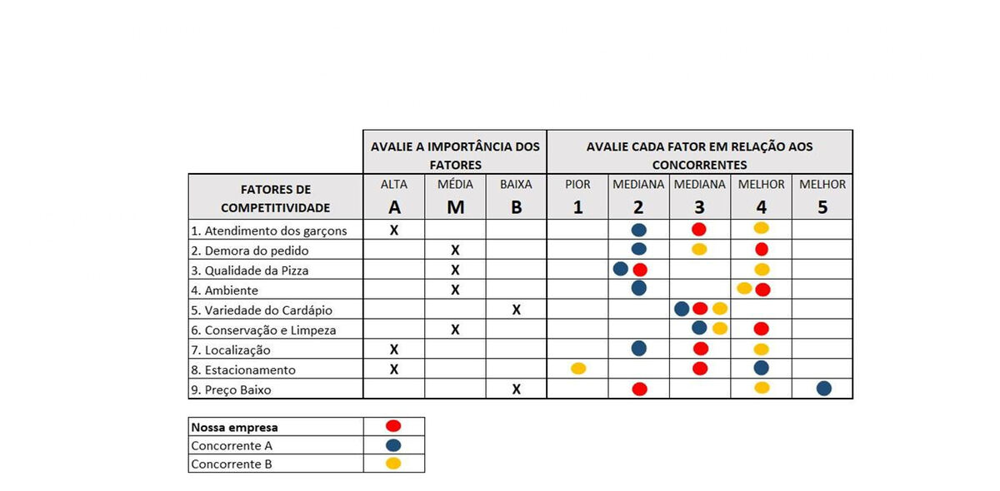 AVALIE A IMPORTÂNCIA DOS FATORES
AVALIE CADA FATOR EM RELAÇÃO AOS CONCORRENTES
FATORES DE COMPETITIVIDADE
ALTA MÉDIA BAIXA PIOR MEDIANA MEDIANA MELHOR MELHOR
A M B 1 2 3 4 5
1. Atendimento dos garçons X
2. Demora do pedido X
3. Qualidade da Pizza X
4. Ambiente X
5. Variedade do Cardápio X
6. Conservação e Limpeza X
7. Localização X
8. Estacionamento X
9. Preço Baixo X
Nossa empresa
Concorrente A
Concorrente B